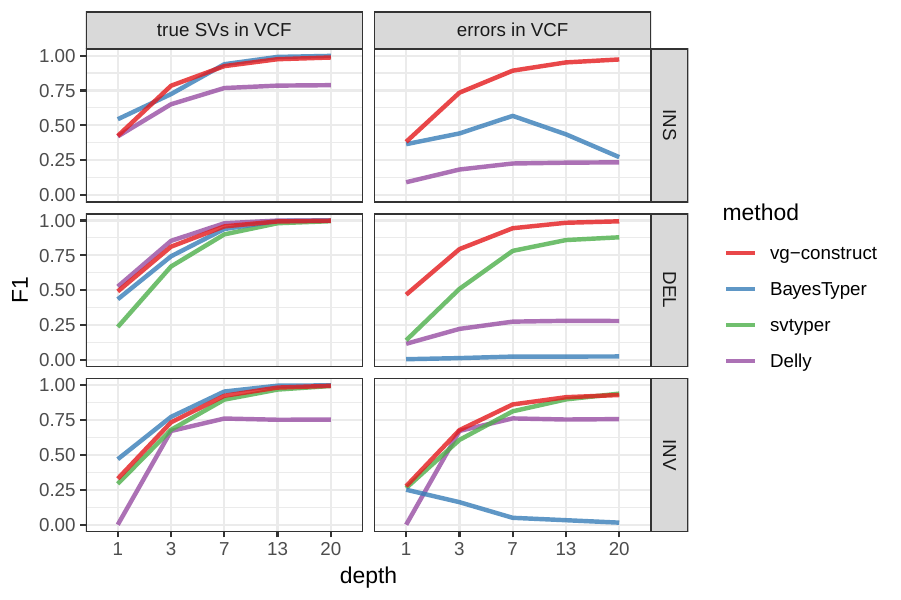 true SVs in VCF
errors in VCF
1.00
0.75
0.50
0.25
0.00
INS
1.00
0.75
0.50
0.25
0.00
DEL
1.00
0.75
0.50
0.25
0.00
INV
F1
1 3 7 13 20
1 3 7 13 20
depth
method
vg−construct
BayesTyper
svtyper
Delly